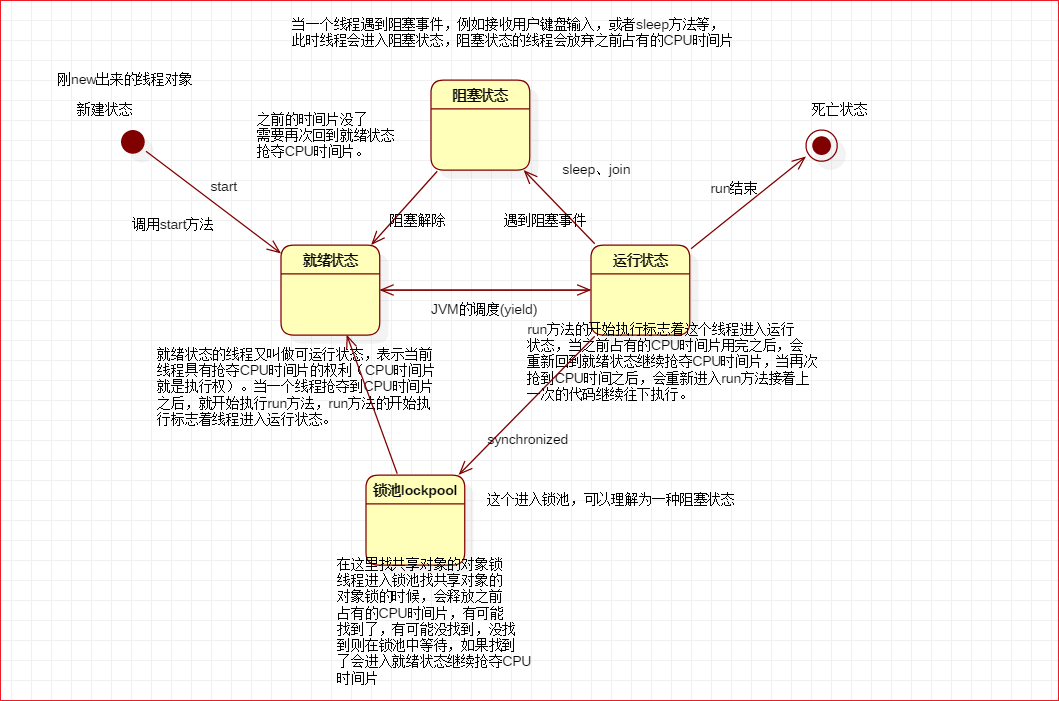 当一个线程遇到阻塞事件，例如接收用户键盘输入，或者sleep方法等，
此时线程会进入阻塞状态，阻塞状态的线程会放弃之前占有的CPU时间片
刚new出来的线程对象
新建状态
阻塞状态
死亡状态
之前的时间片没了
需要再次回到就绪状态
抢夺CPU时间片。
sleep、join
start
run结束
调用start方法
阻塞解除
遇到阻塞事件
就绪状态
运行状态
JVM的调度(yield)
run方法的开始执行标志着这个线程进入运行
状态，当之前占有的CPU时间片用完之后，会
重新回到就绪状态继续抢夺CPU时间片，当再次
抢到CPU时间之后，会重新进入run方法接着上
一次的代码继续往下执行。
就绪状态的线程又叫做可运行状态，表示当前
线程具有抢夺CPU时间片的权利（CPU时间片
就是执行权）。当一个线程抢夺到CPU时间片
之后，就开始执行run方法，run方法的开始执
行标志着线程进入运行状态。
synchronized
锁池lockpool
这个进入锁池，可以理解为一种阻塞状态
在这里找共享对象的对象锁
线程进入锁池找共享对象的
对象锁的时候，会释放之前
占有的CPU时间片，有可能
找到了，有可能没找到，没找
到则在锁池中等待，如果找到
了会进入就绪状态继续抢夺CPU
时间片